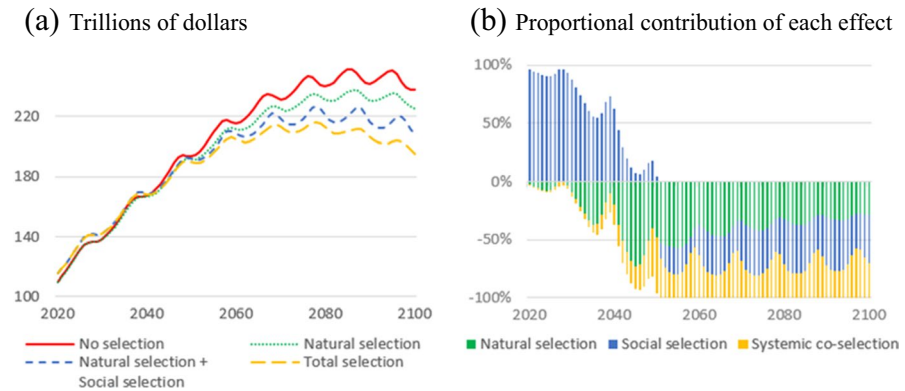 (a) Trillions of dollars
220
180
140
100
2020 2040 2060 2080 2100
No selection
Natural selection
Natural selection +
Social selection
Total selection
(b) Proportional contribution of each effect
100%
50%
0%
-50%
-100%
2020 2040 2060 2080 2100
Natural selection Social selection Systemic co-selection